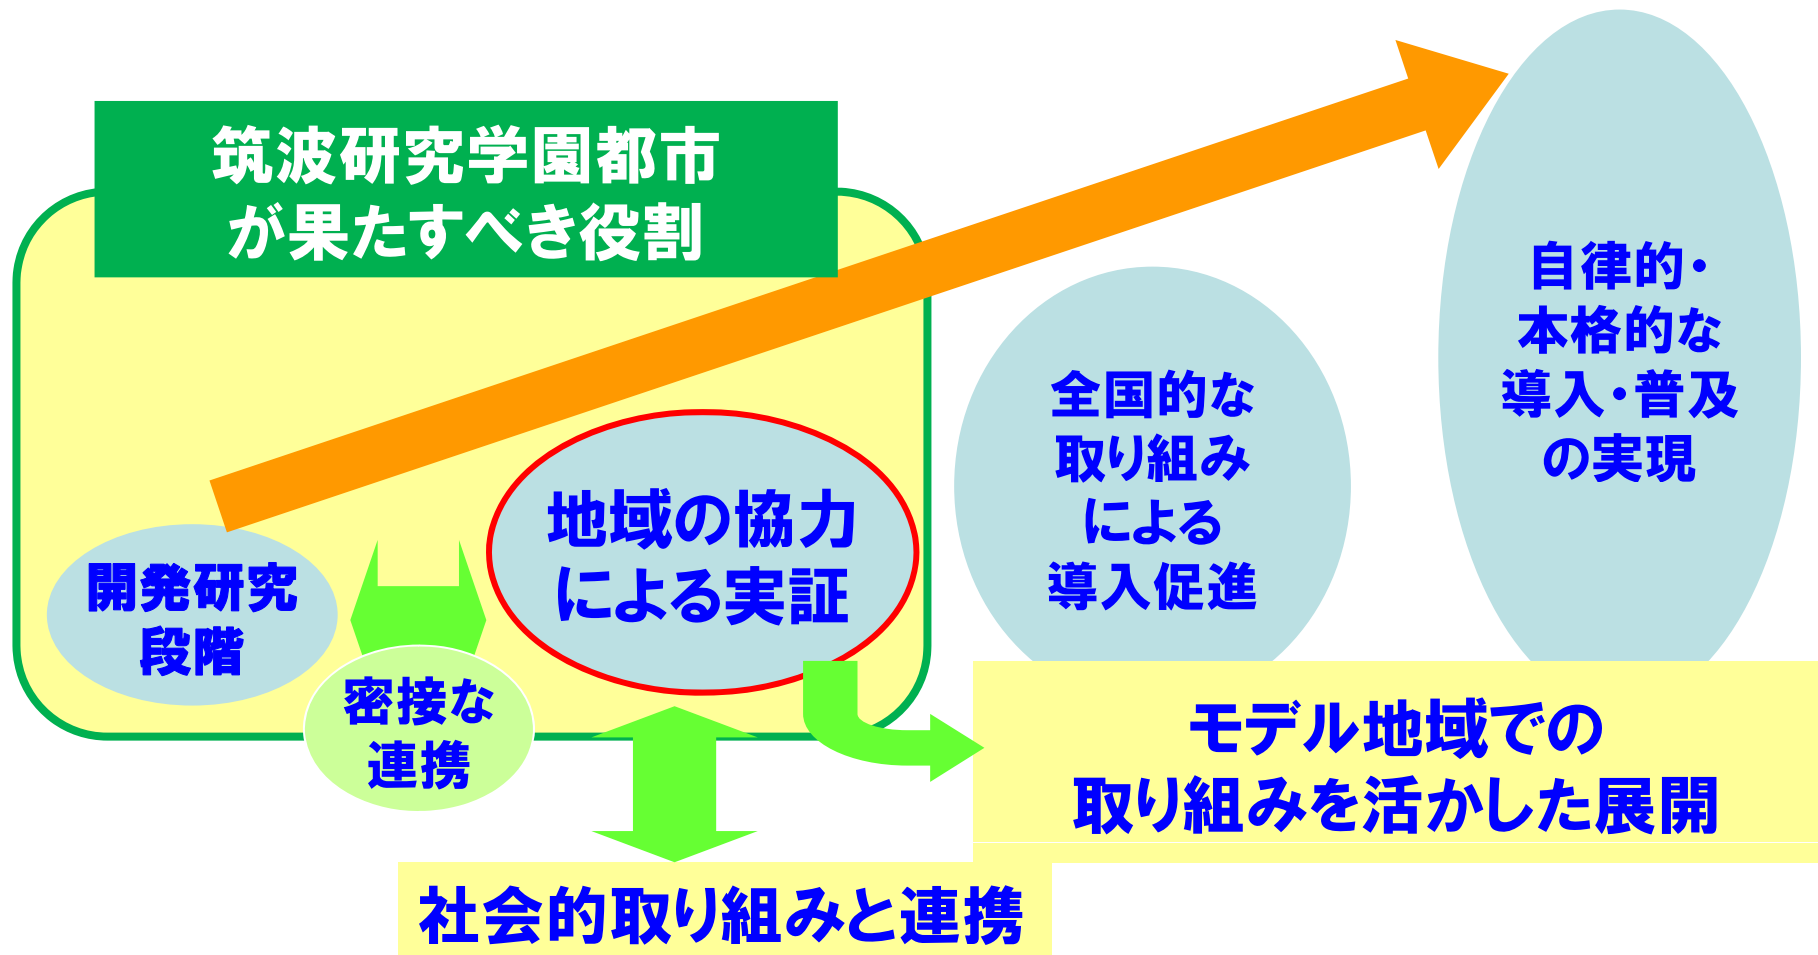 筑波研究学園都市
が果たすべき役割
開発研究
段階
密接な
連携
地域の協力
による実証
全国的な
取り組み
による
導入促進
自律的・
本格的な
導入・普及
の実現
モデル地域での
取り組みを活かした展開
社会的取り組みと連携